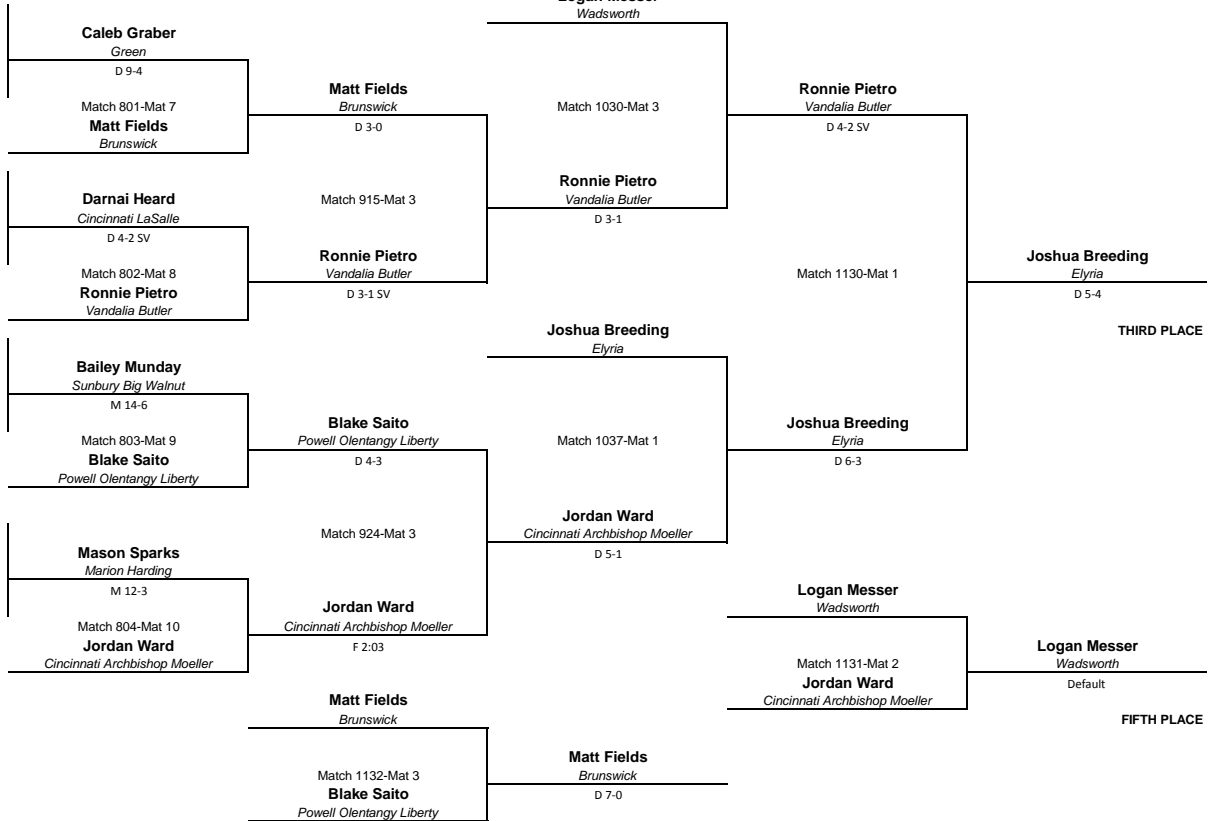 Caleb Graber
Green
D 9-4
Match 801-Mat 7
Matt Fields
Brunswick
Darnai Heard
Cincinnati LaSalle
D 4-2 SV
Match 802-Mat 8
Ronnie Pietro
Vandalia Butler
Bailey Munday
Sunbury Big Walnut
M 14-6
Match 803-Mat 9
Blake Saito
Powell Olentangy Liberty
Mason Sparks
Marion Harding
M 12-3
Match 804-Mat 10
Jordan Ward
Cincinnati Archbishop Moeller
Matt Fields
Brunswick
D 3-0
Match 915-Mat 3
Ronnie Pietro
Vandalia Butler
D 3-1 SV
Blake Saito
Powell Olentangy Liberty
D 4-3
Match 924-Mat 3
Jordan Ward
Cincinnati Archbishop Moeller
F 2:03
Matt Fields
Brunswick
Match 1132-Mat 3
Blake Saito
Powell Olentangy Liberty
Logan Messer
Wadsworth
Match 1030-Mat 3
Ronnie Pietro
Vandalia Butler
D 3-1
Joshua Breeding
Elyria
Match 1037-Mat 1
Jordan Ward
Cincinnati Archbishop Moeller
D 5-1
Matt Fields
Brunswick
D 7-0
Ronnie Pietro
Vandalia Butler
D 4-2 SV
Match 1130-Mat 1
Joshua Breeding
Elyria
D 6-3
Logan Messer
Wadsworth
Match 1131-Mat 2
Jordan Ward
Cincinnati Archbishop Moeller
Joshua Breeding
Elyria
D 5-4
THIRD PLACE
Logan Messer
Wadsworth
Default
FIFTH PLACE